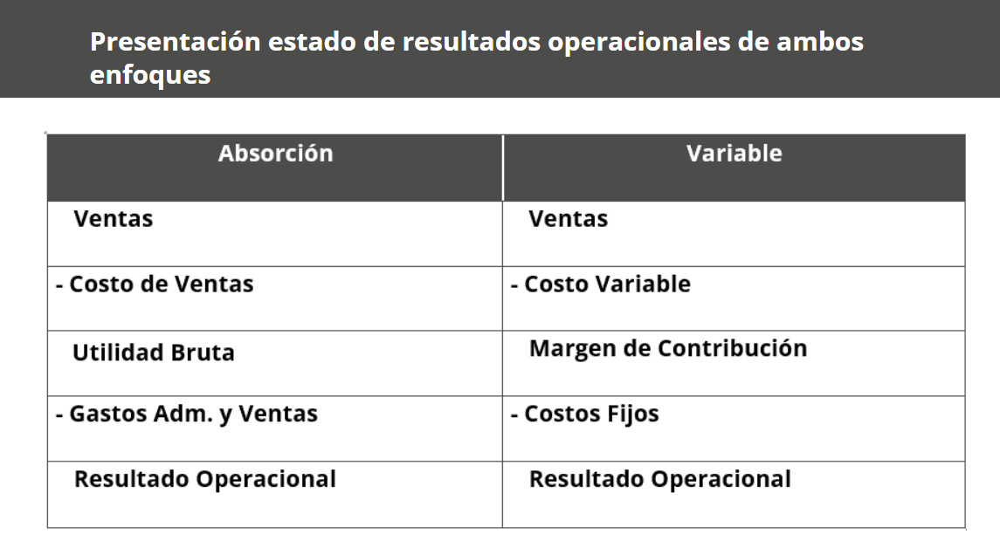 Presentación estado de resultados operacionales de ambos
enfoques
Absorción
Variable
Ventas
Ventas
- Costo de Ventas
- Costo Variable
Utilidad Bruta
Margen de Contribución
- Gastos Adm. y Ventas
- Costos Fijos
Resultado Operacional
Resultado Operacional